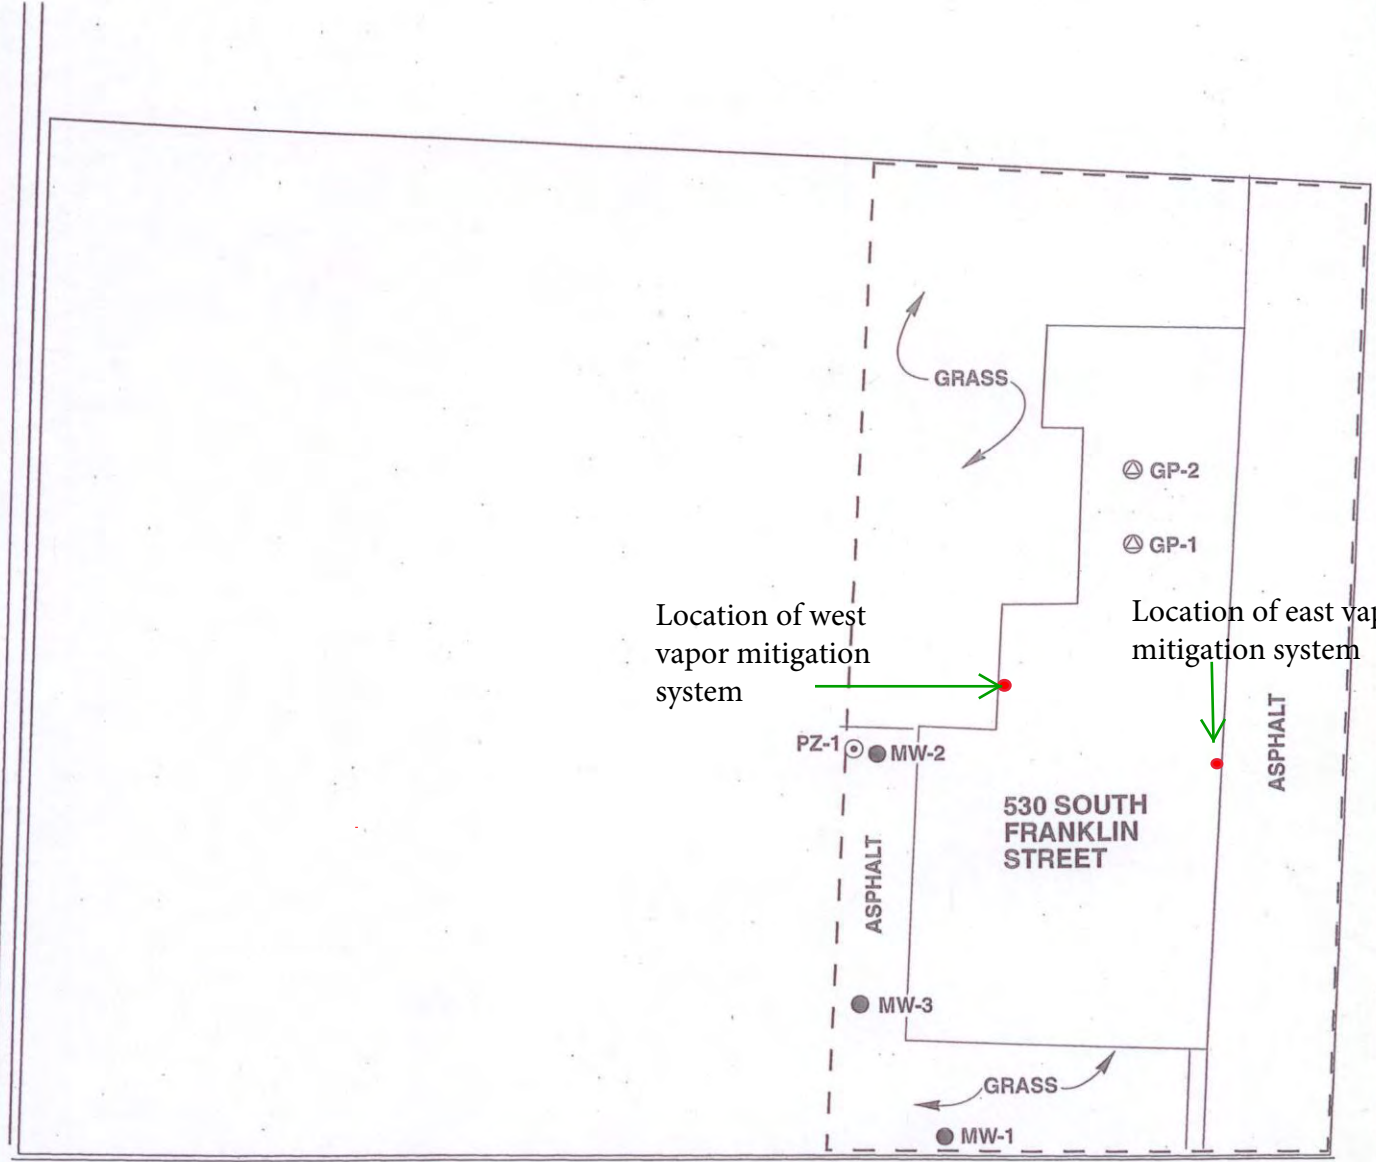 GRASS
GP-2
GP-1
Location of west
vapor mitigation
system
Location of east vap
mitigation system
ASPHALT
PZ-1
MW-2
530 SOUTH
FRANKLIN
STREET
ASPHALT
MW-3
GRASS
MW-1